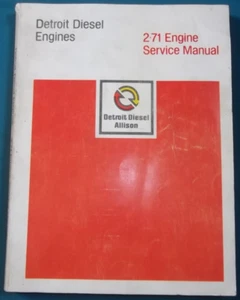 Detroit Diesel
Engines
2·71 Engine
Service Manual
Detroit Diesel
Allison